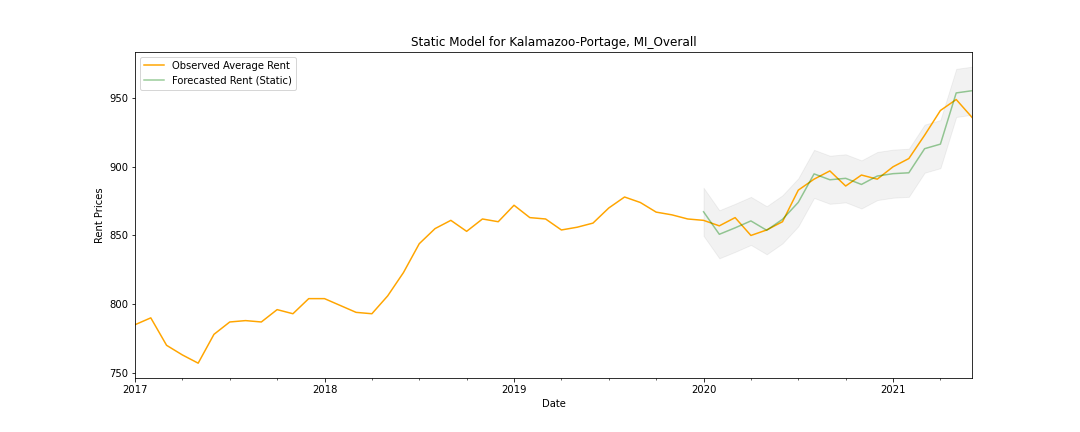 Static Model for Kalamazoo-Portage, MI_Overall
Observed Average Rent
Forecasted Rent (Static)
950
900
850
800
750
Rent Prices
2017
2018
2019
2020
2021
Date